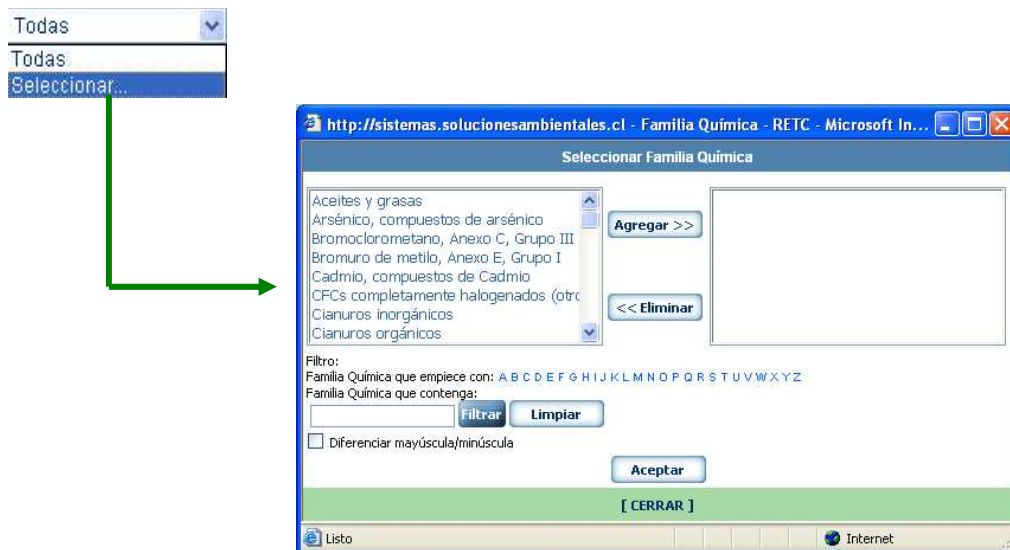 Todas
Todas
Seleccionar...
http://sistemas.solucionesambientales.cl - Familia Química - RETC - Microsoft In...
Seleccionar Familia Química
Aceites y grasas
Arsénico, compuestos de arsénico
Bromoclorometano, Anexo C, Grupo III
Bromuro de metilo, Anexo E, Grupo I
Cadmio, compuestos de Cadmio
CFCs completamente halogenados (otro
Cianuros inorgánicos
Cianuros orgánicos
Agregar >>
<< Eliminar
Filtro:
Familia Química que empiece con: A B C D E F G H I J K L M N O P Q R S T U V W X Y Z
Familia Química que contenga:
Filtrar Limpiar
Diferenciar mayúscula/minúscula
Aceptar
[ CERRAR ]
Listo Internet